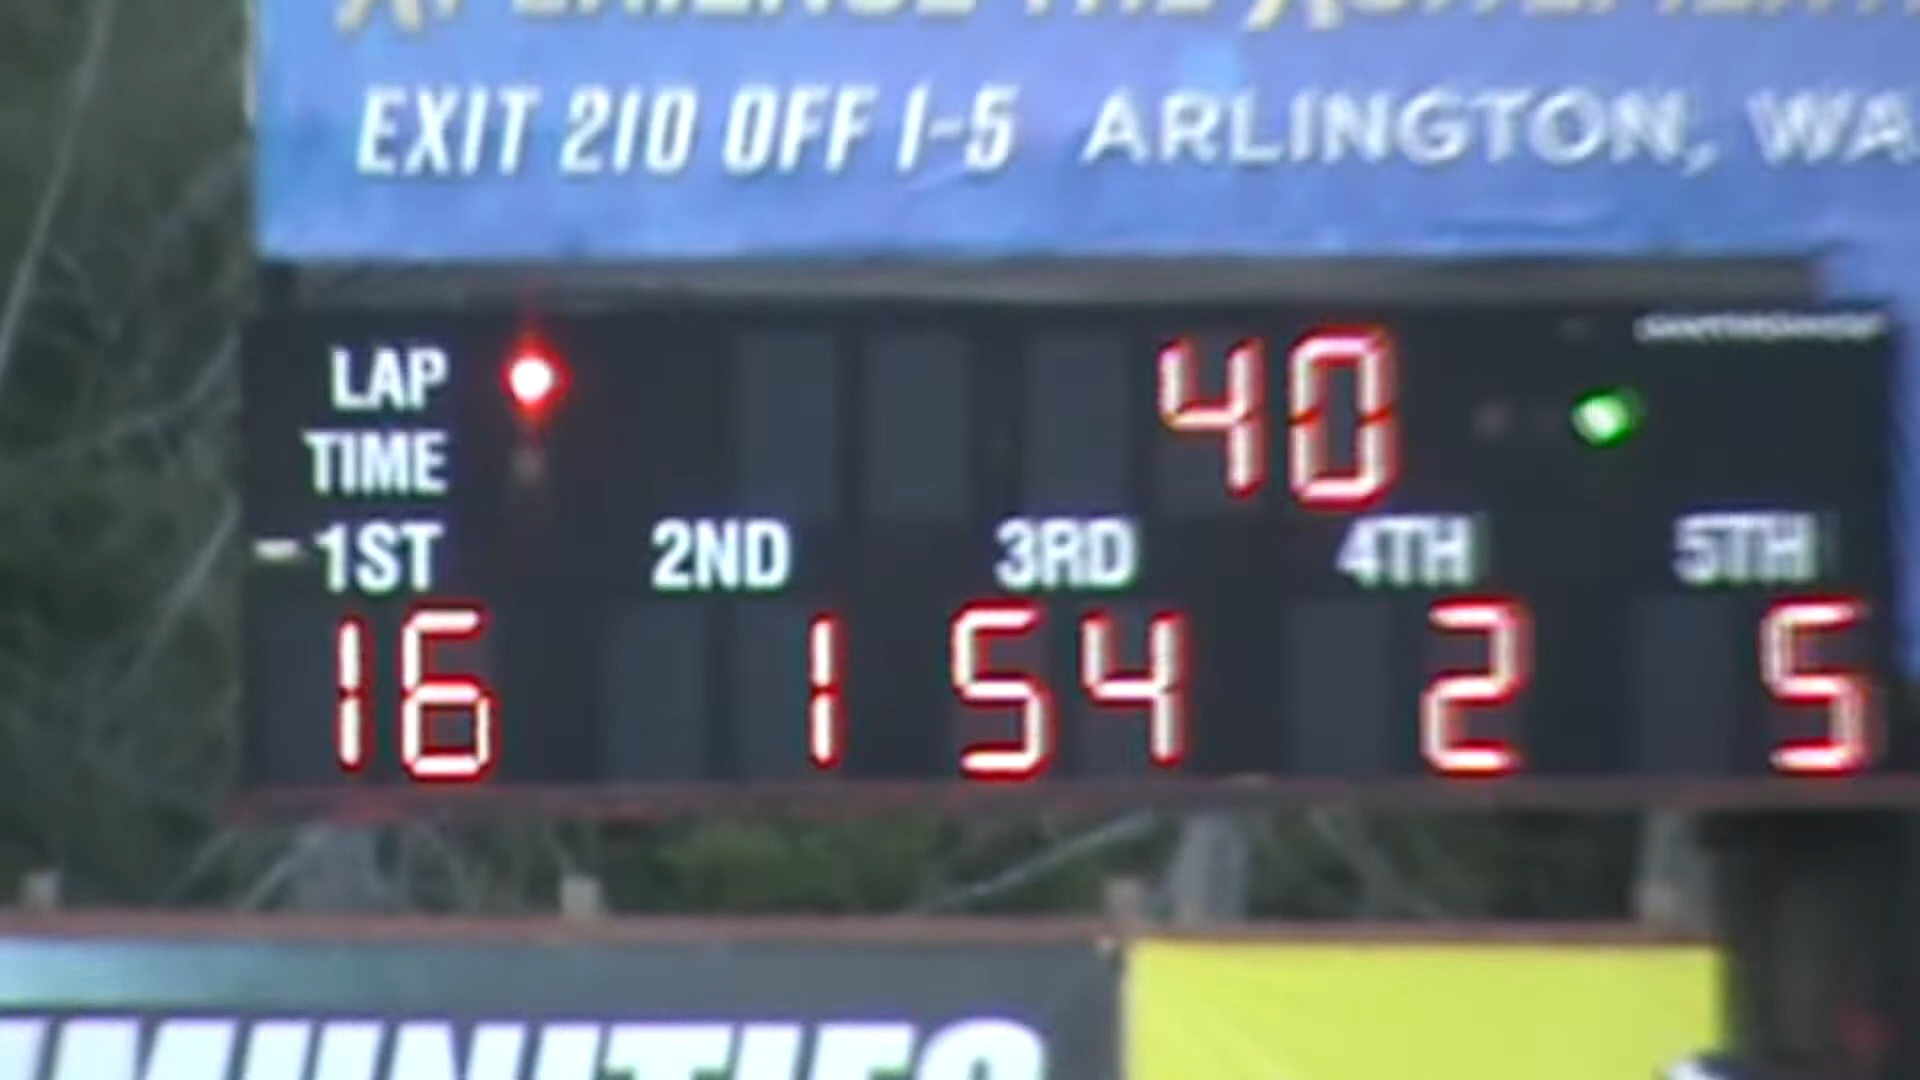 EXIT 210 OFF I-5 ARLINGTON, WA
LAP 40
TIME
1ST 2ND 3RD 4TH 5TH
16 1 54 2 5